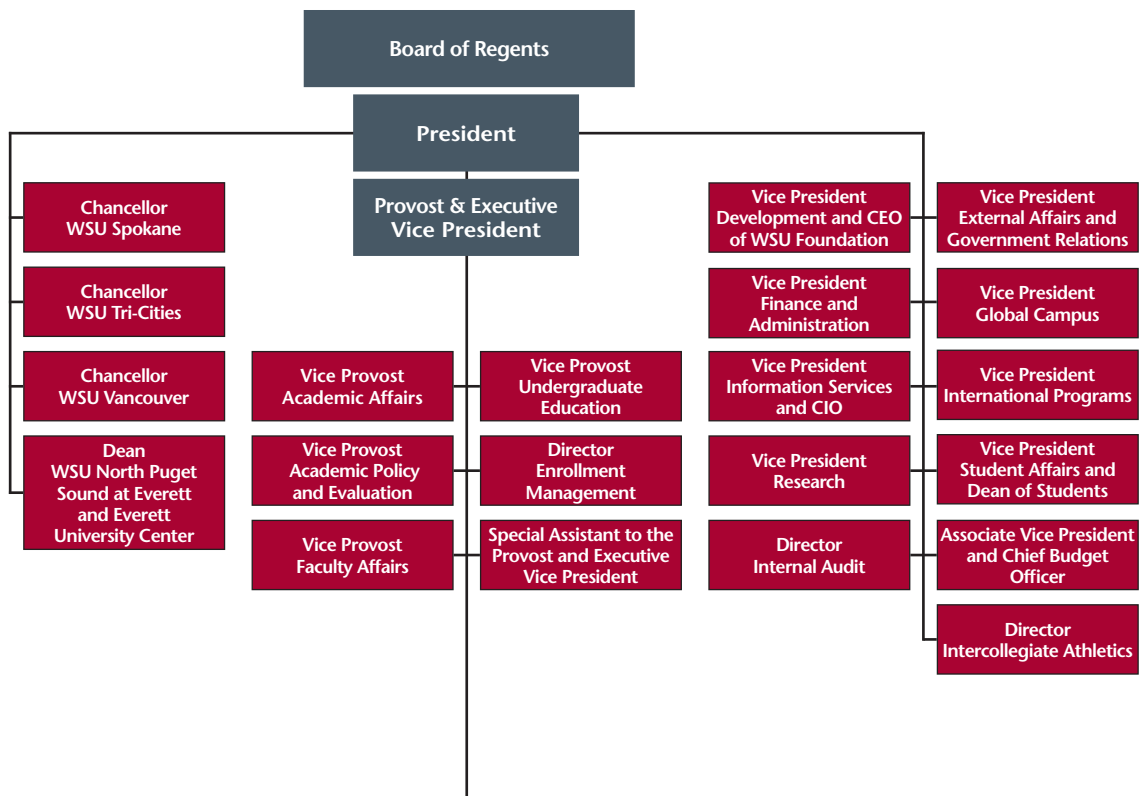 Board of Regents
President
Provost & Executive
Vice President
Chancellor
WSU Spokane
Chancellor
WSU Tri-Cities
Chancellor
WSU Vancouver
Dean
WSU North Puget
Sound at Everett
and Everett
University Center
Vice Provost
Academic Affairs
Vice Provost
Undergraduate
Education
Vice Provost
Academic Policy
and Evaluation
Director
Enrollment
Management
Vice Provost
Faculty Affairs
Special Assistant to the
Provost and Executive
Vice President
Vice President
Development and CEO
of WSU Foundation
Vice President
External Affairs and
Government Relations
Vice President
Finance and
Administration
Vice President
Global Campus
Vice President
Information Services
and CIO
Vice President
International Programs
Vice President
Research
Vice President
Student Affairs and
Dean of Students
Director
Internal Audit
Associate Vice President
and Chief Budget
Officer
Director
Intercollegiate Athletics